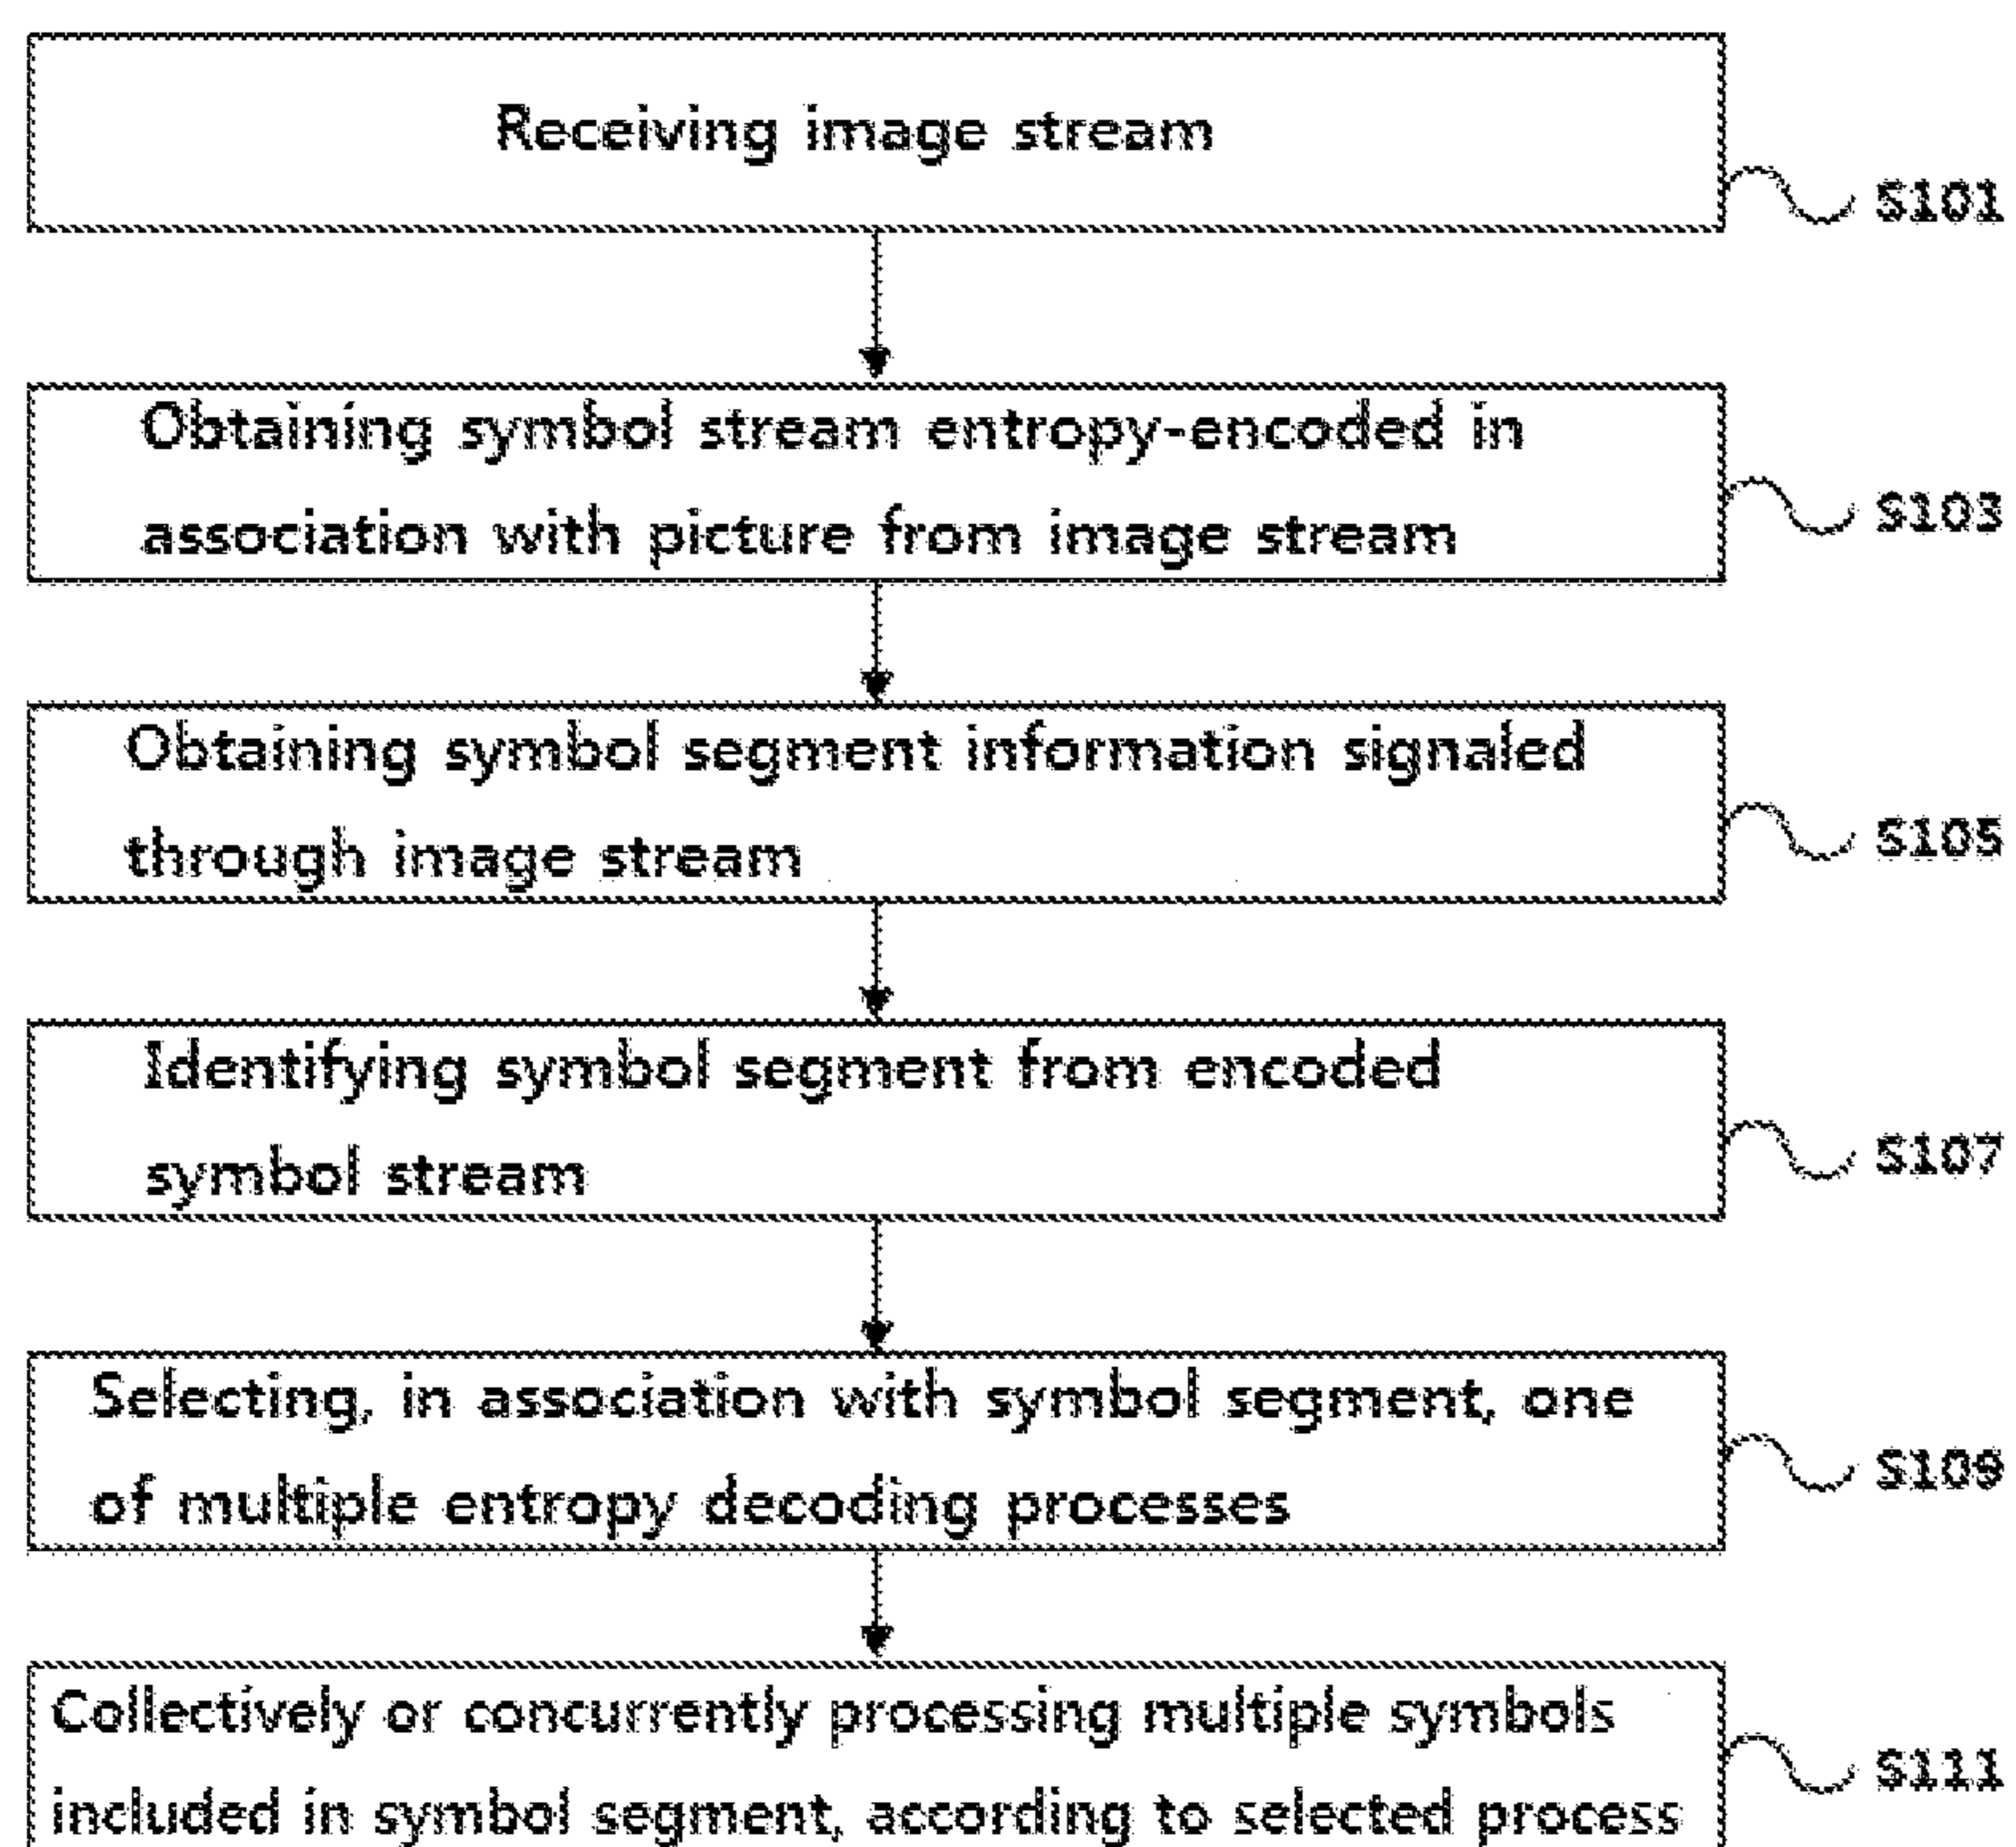 Receiving image stream
S101
Obtaining symbol stream entropy-encoded in
association with picture from image stream
S103
Obtaining symbol segment information signaled
through image stream
S105
Identifying symbol segment from encoded
symbol stream
S107
Selecting, in association with symbol segment, one
of multiple entropy decoding processes
S109
Collectively or concurrently processing multiple symbols
included in symbol segment, according to selected process
S111